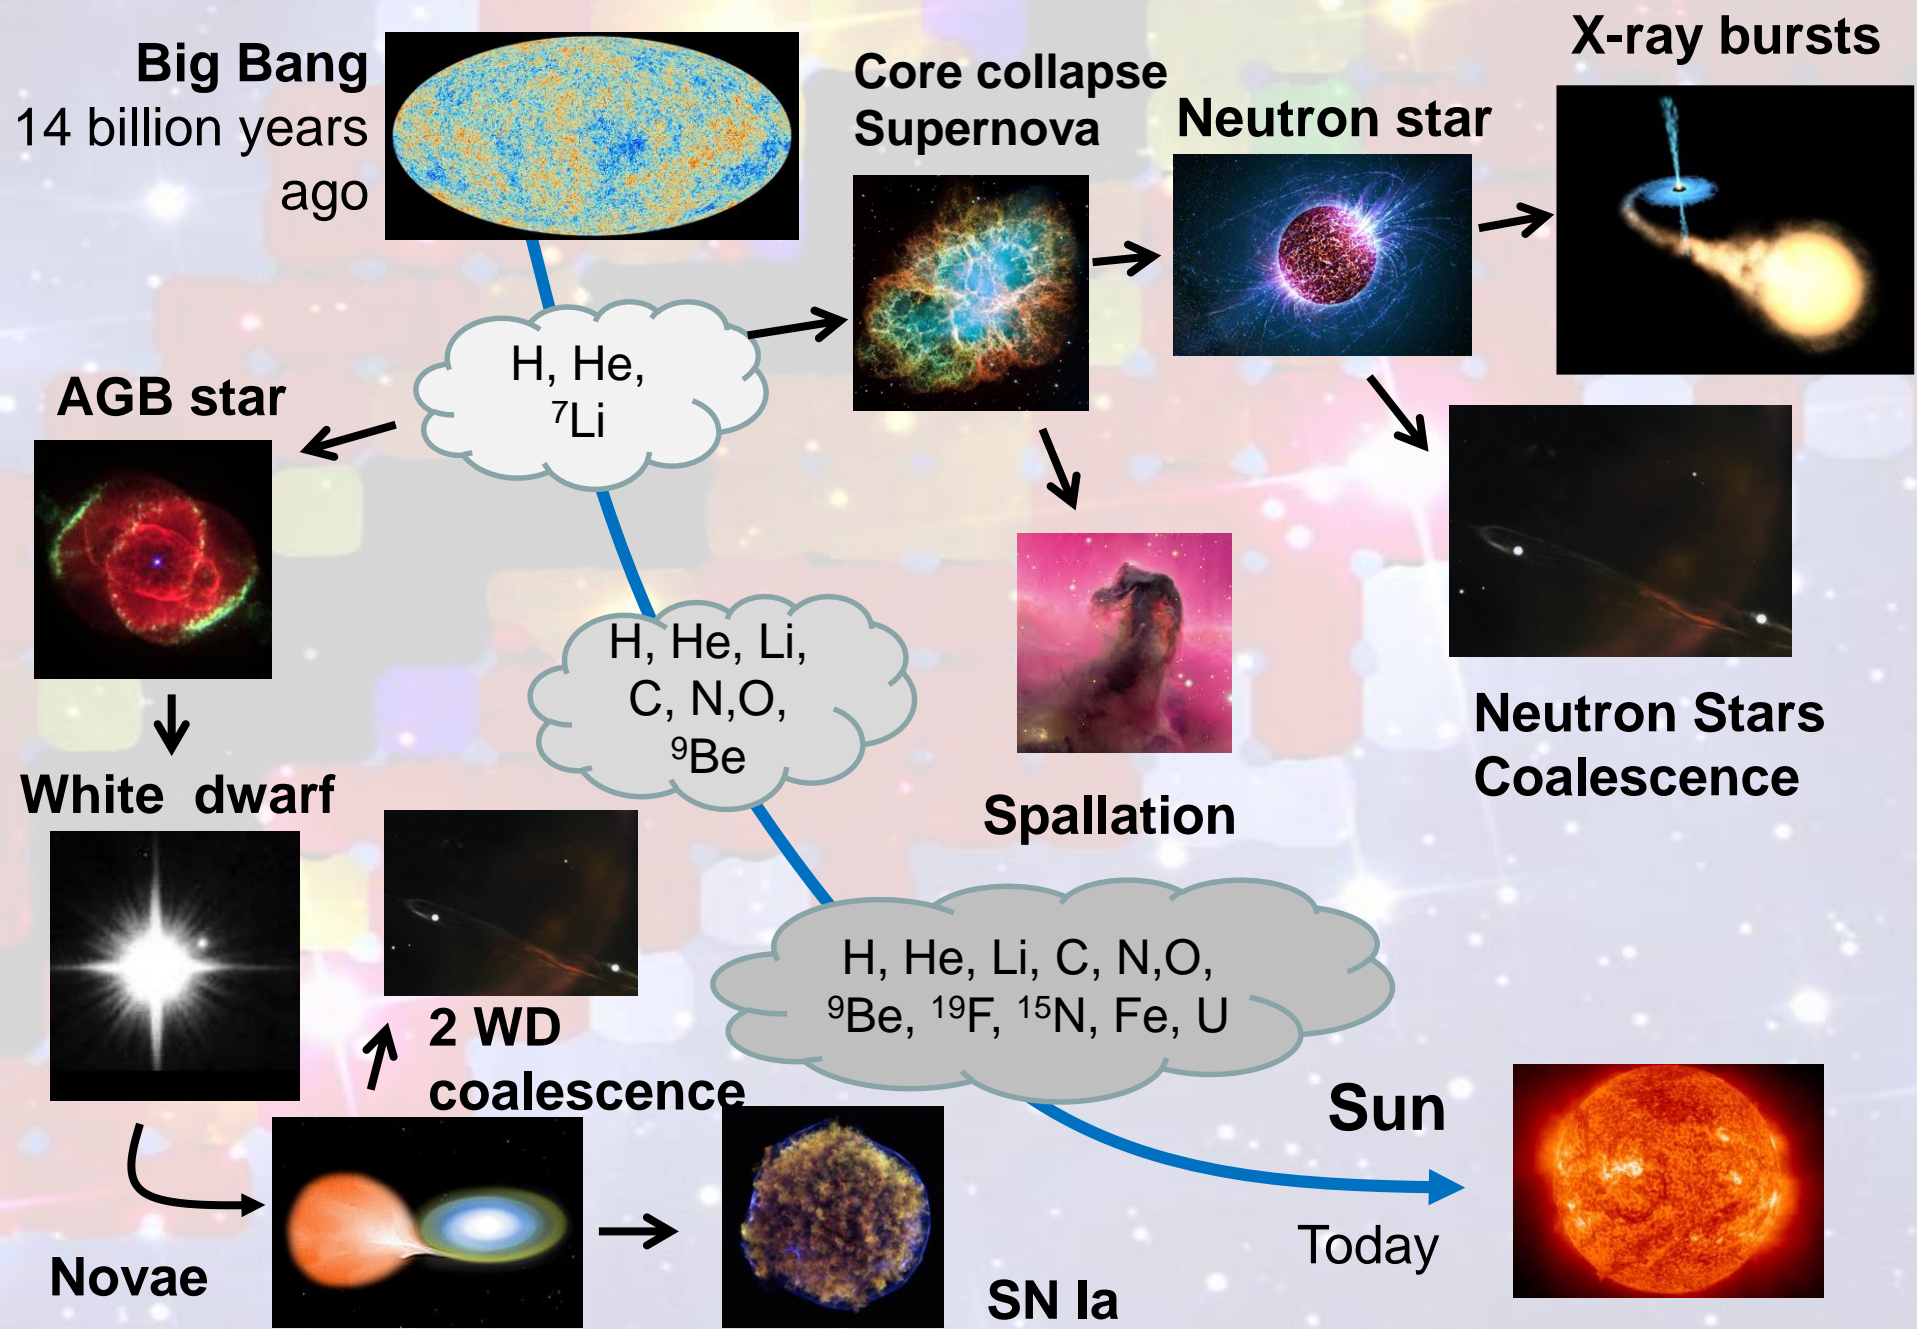 Big Bang
14 billion years
ago
Core collapse
Supernova
Neutron star
X-ray bursts
H, He,
⁷Li
AGB star
H, He, Li,
C, N,O,
⁹Be
Neutron Stars
Coalescence
White  dwarf
Spallation
H, He, Li, C, N,O,
⁹Be, ¹⁹F, ¹⁵N, Fe, U
2 WD
coalescence
Sun
Today
Novae
SN Ia